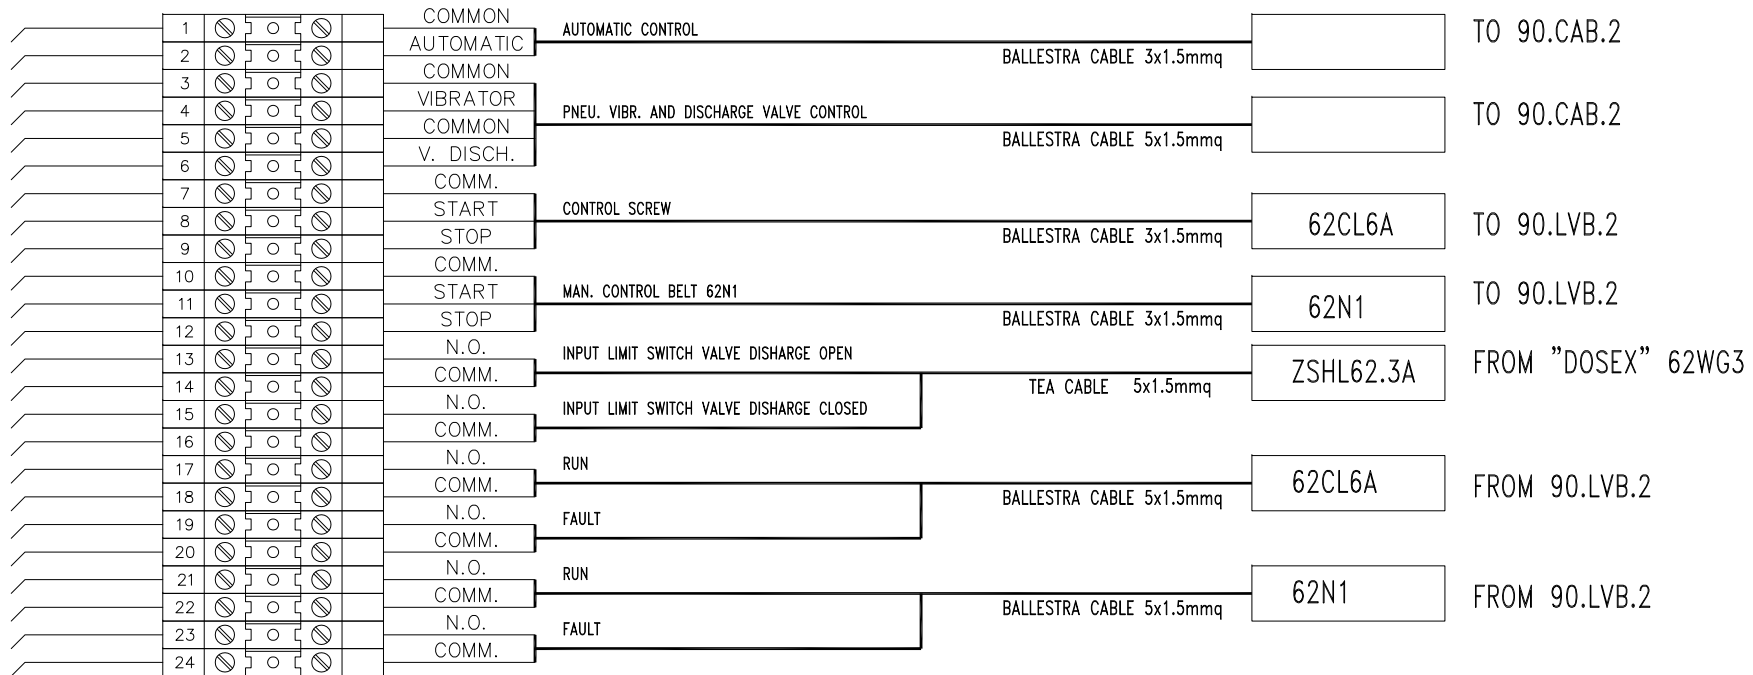 COMMON
1 AUTOMATIC CONTROL TO 90.CAB.2
AUTOMATIC
2 BALLESTRA CABLE 3x1.5mmq
COMMON
3
VIBRATOR
4 PNEU. VIBR. AND DISCHARGE VALVE CONTROL TO 90.CAB.2
COMMON
5 BALLESTRA CABLE 5x1.5mmq
V. DISCH.
6
COMM.
7
START
8 CONTROL SCREW 62CL6A TO 90.LVB.2
STOP
9 BALLESTRA CABLE 3x1.5mmq
COMM.
10
START
11 MAN. CONTROL BELT 62N1 62N1 TO 90.LVB.2
STOP
12 BALLESTRA CABLE 3x1.5mmq
N.O.
13 INPUT LIMIT SWITCH VALVE DISHARGE OPEN ZSHL62.3A FROM "DOSEX" 62WG3
COMM.
14 TEA CABLE 5x1.5mmq
N.O.
15 INPUT LIMIT SWITCH VALVE DISHARGE CLOSED
COMM.
16
N.O.
17 RUN 62CL6A FROM 90.LVB.2
COMM.
18 BALLESTRA CABLE 5x1.5mmq
N.O.
19 FAULT
COMM.
20
N.O.
21 RUN 62N1 FROM 90.LVB.2
COMM.
22 BALLESTRA CABLE 5x1.5mmq
N.O.
23 FAULT
COMM.
24